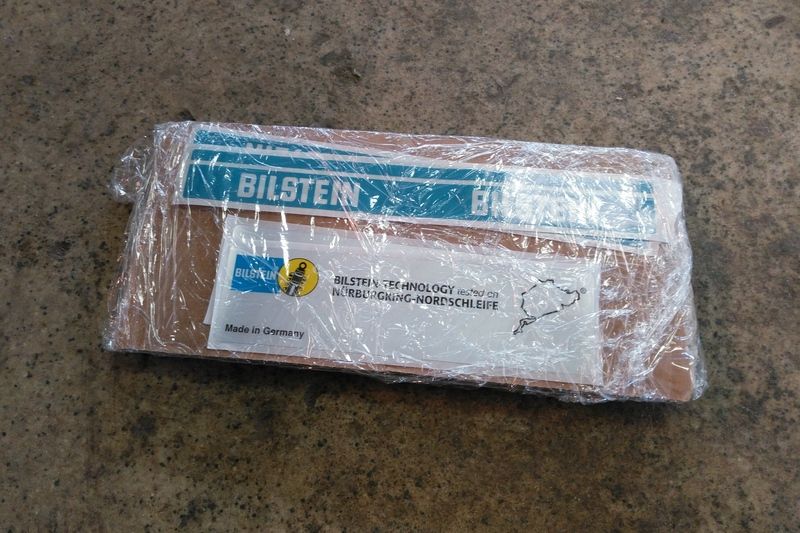 BILSTEIN BILSTEIN
BILSTEIN
BILSTEIN TECHNOLOGY tested on
NÜRBURGRING-NORDSCHLEIFE
®
Made in Germany